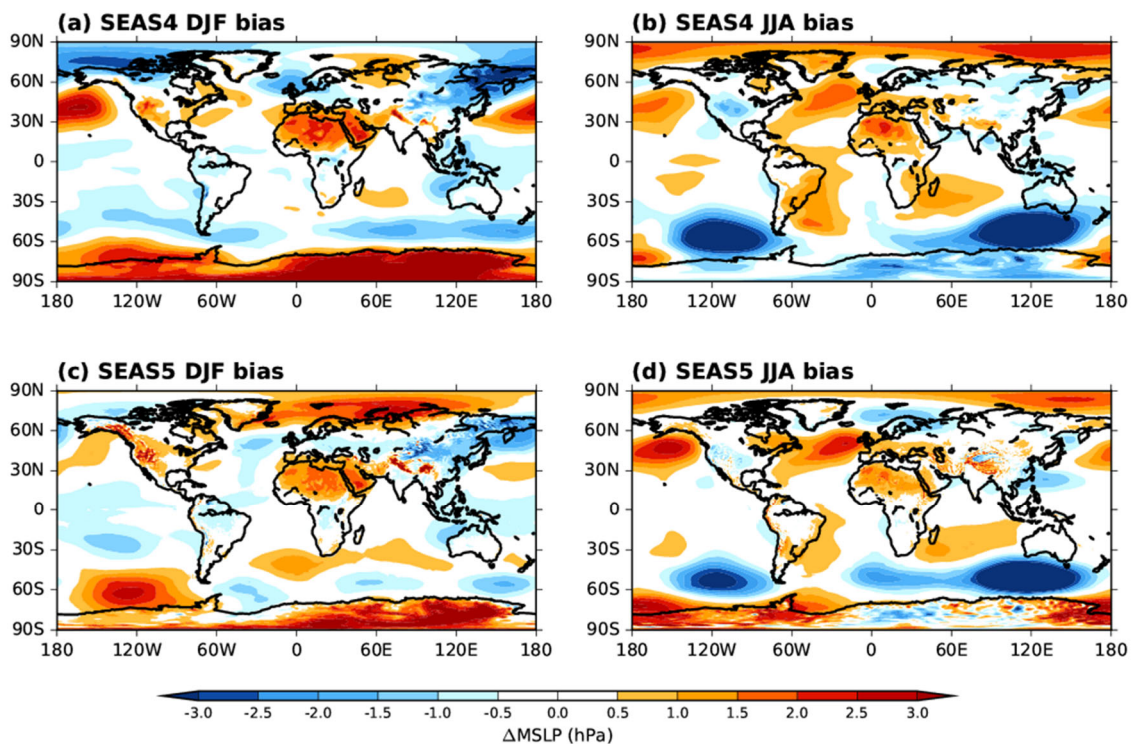 (a) SEAS4 DJF bias
90N
60N
30N
0
30S
60S
90S
180 120W 60W 0 60E 120E 180
(b) SEAS4 JJA bias
90N
60N
30N
0
30S
60S
90S
180 120W 60W 0 60E 120E 180
(c) SEAS5 DJF bias
90N
60N
30N
0
30S
60S
90S
180 120W 60W 0 60E 120E 180
(d) SEAS5 JJA bias
90N
60N
30N
0
30S
60S
90S
180 120W 60W 0 60E 120E 180
-3.0 -2.5 -2.0 -1.5 -1.0 -0.5 0.0 0.5 1.0 1.5 2.0 2.5 3.0
ΔMSLP (hPa)